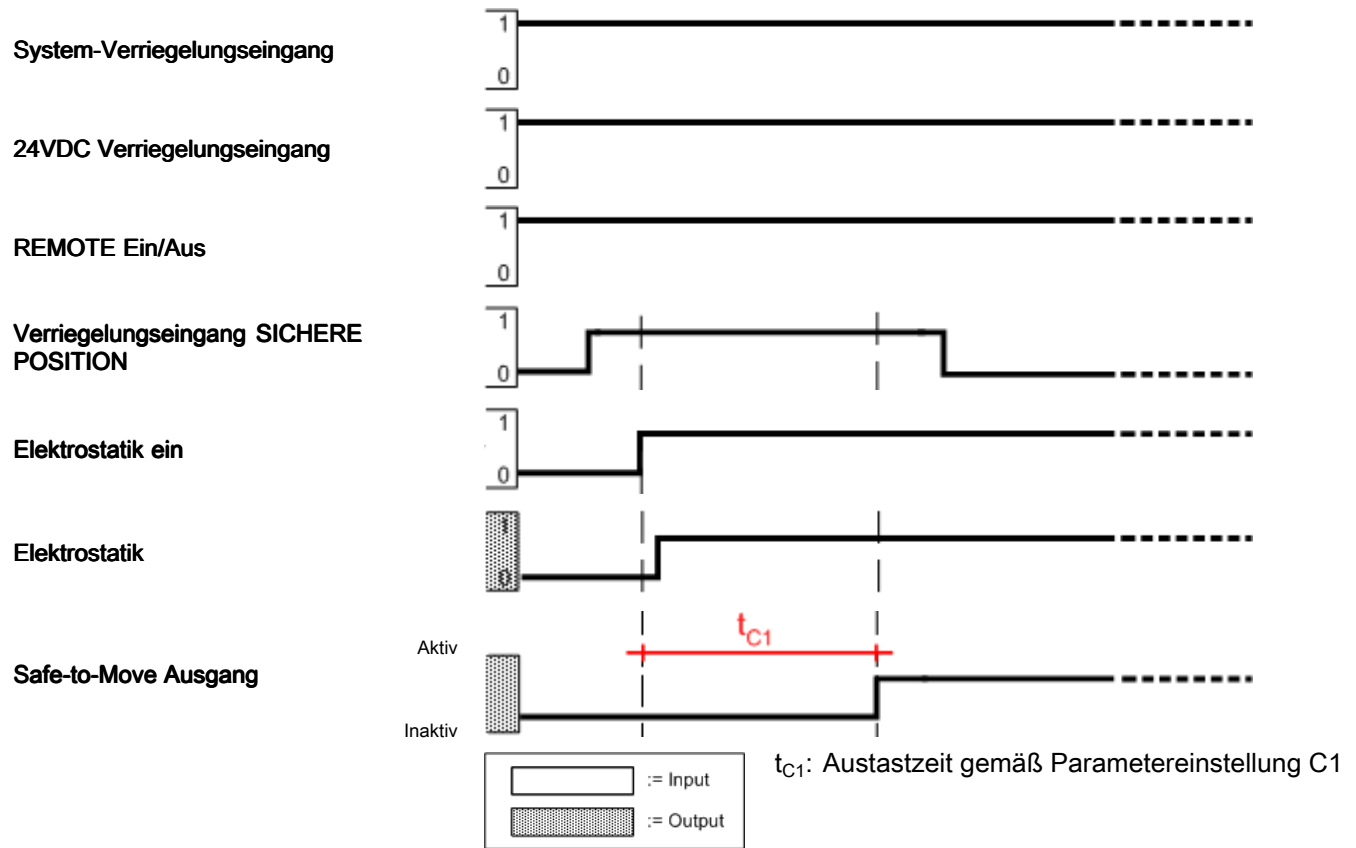 System-Verriegelungseingang
1
0
24VDC Verriegelungseingang
1
0
REMOTE Ein/Aus
1
0
Verriegelungseingang SICHERE
POSITION
1
0
Elektrostatik ein
1
0
Elektrostatik
1
0
Safe-to-Move Ausgang
Aktiv
Inaktiv
tC1
:= Input
:= Output
tC1: Austastzeit gemäß Parametereinstellung C1